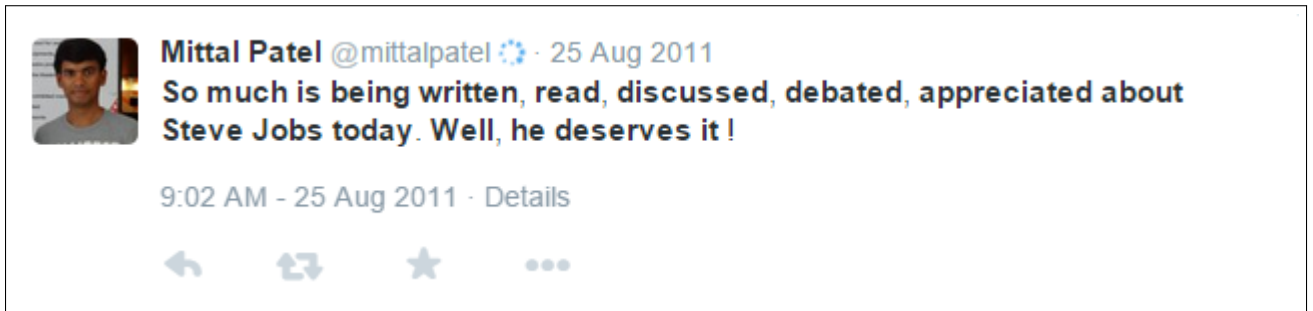 Mittal Patel @mittalpatel · 25 Aug 2011
So much is being written, read, discussed, debated, appreciated about
Steve Jobs today. Well, he deserves it !
9:02 AM - 25 Aug 2011 · Details